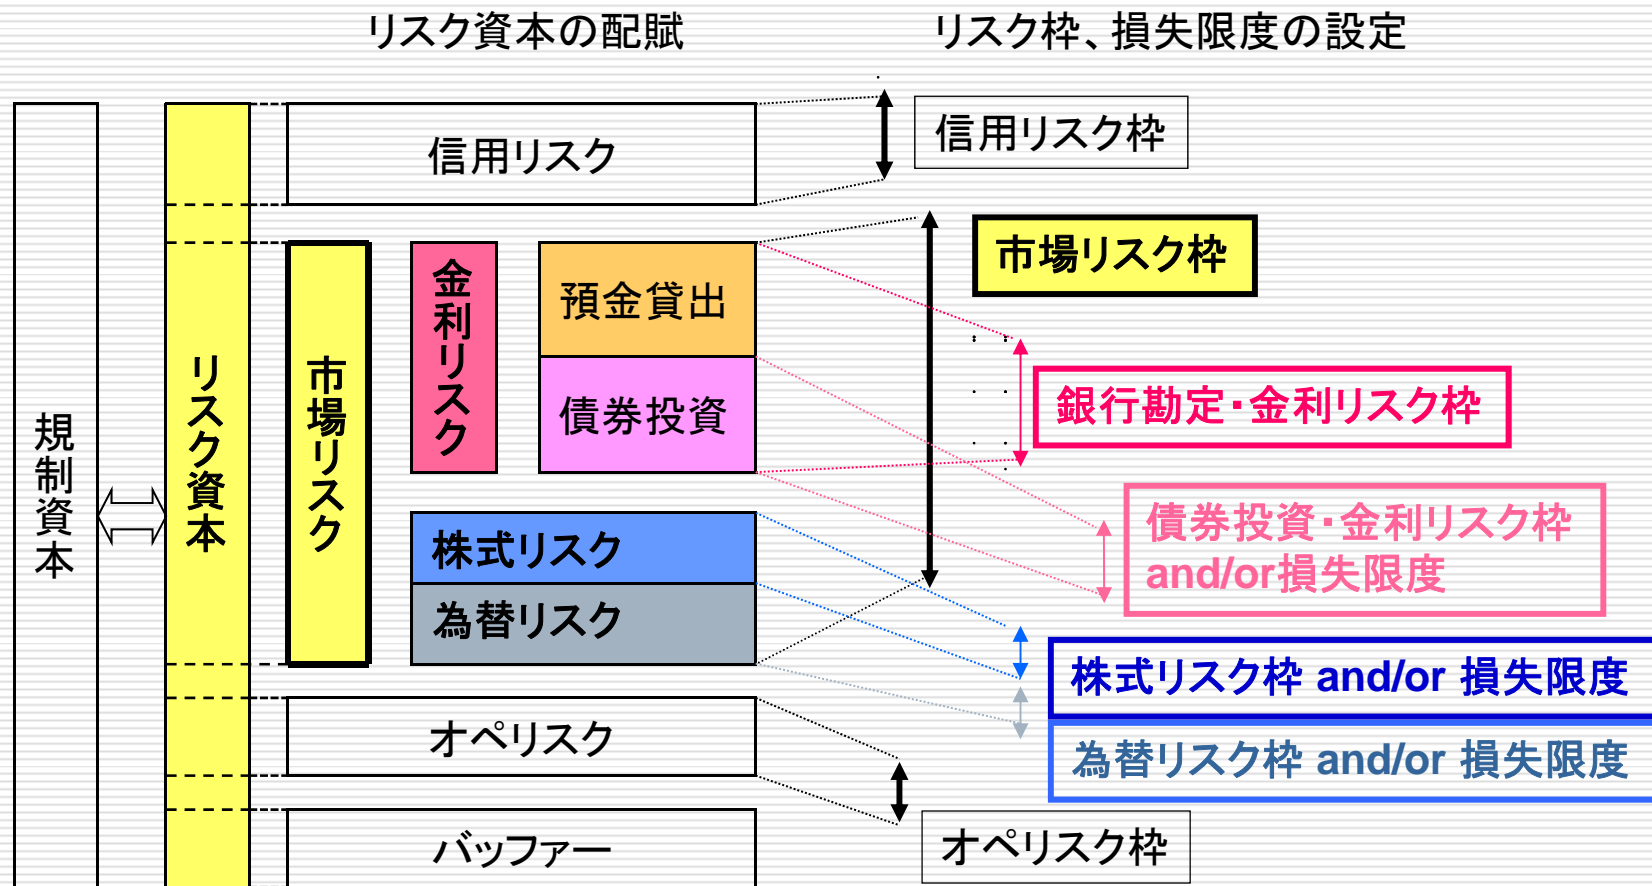 リスク資本の配賦
リスク枠、損失限度の設定
規制資本
リスク資本
信用リスク
信用リスク枠
市場リスク
金利リスク
預金貸出
債券投資
株式リスク
為替リスク
市場リスク枠
銀行勘定・金利リスク枠
債券投資・金利リスク枠
and/or損失限度
株式リスク枠 and/or 損失限度
為替リスク枠 and/or 損失限度
オペリスク
オペリスク枠
バッファー